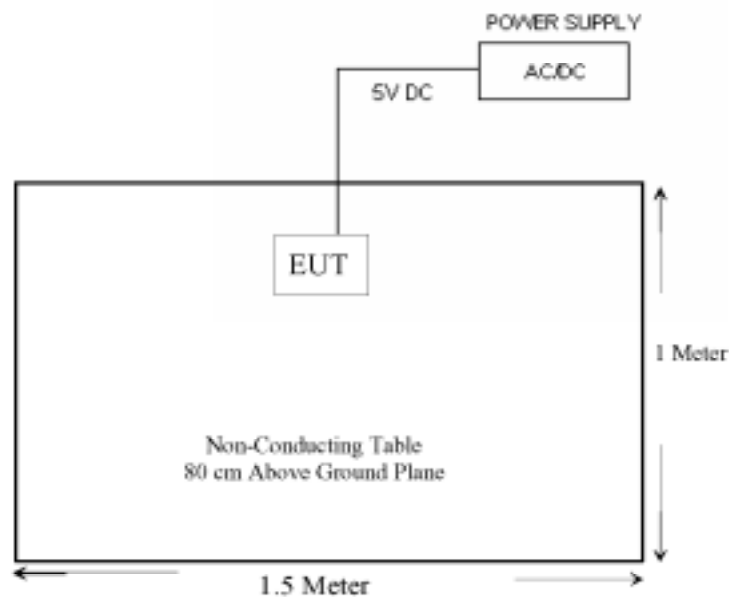 POWER SUPPLY
AC/DC
5V DC
EUT
1 Meter
Non-Conducting Table
80 cm Above Ground Plane
1.5 Meter